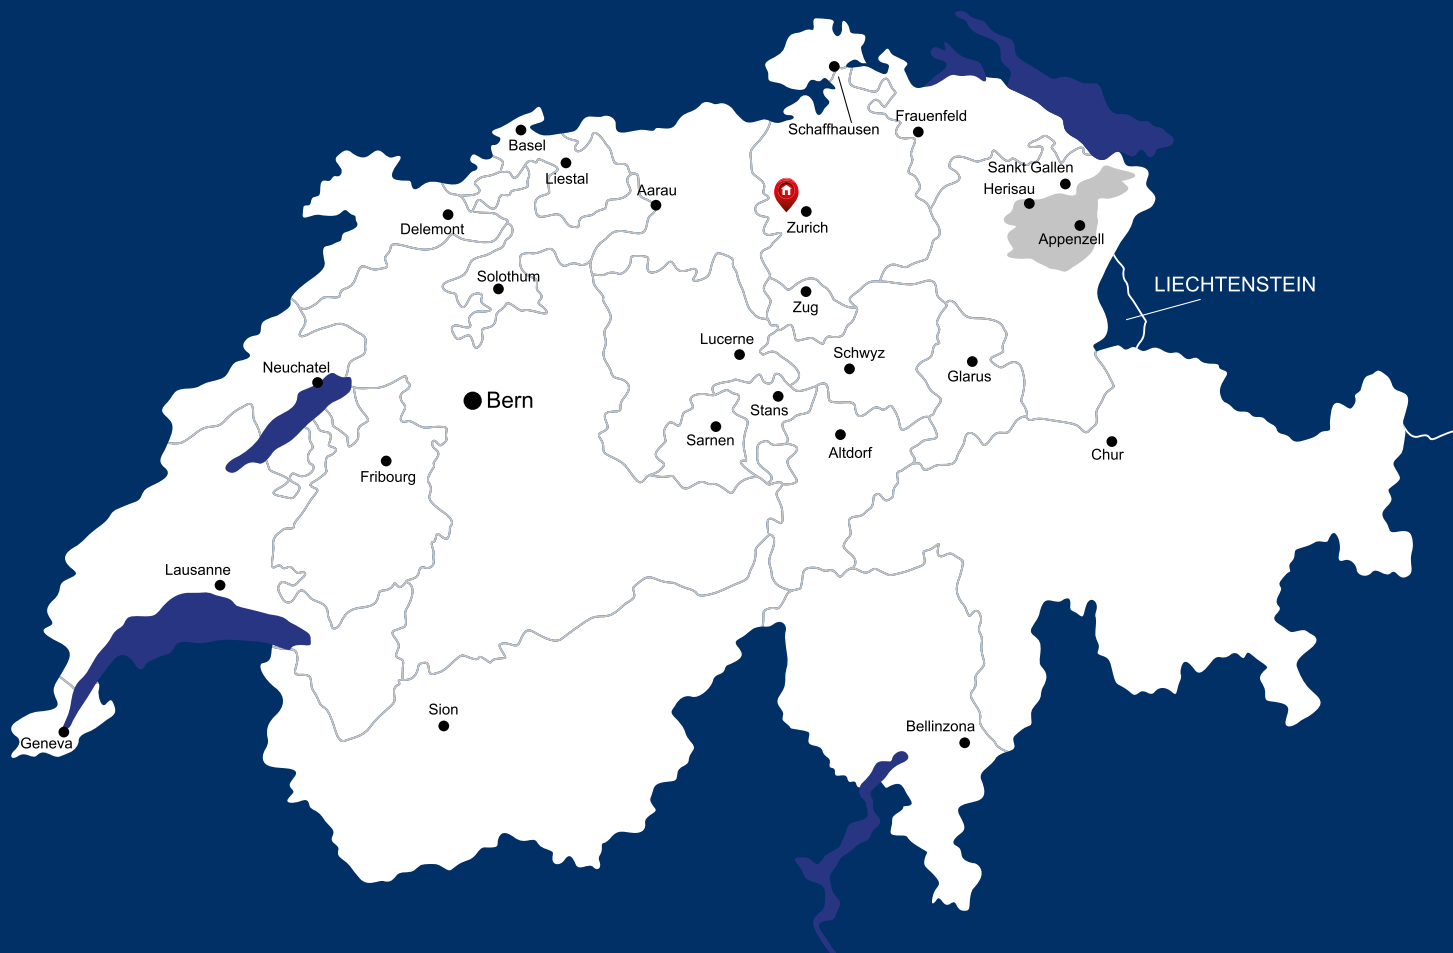 Schaffhausen
Frauenfeld
Basel
Liestal
Sankt Gallen
Herisau
Aarau
Delemont
Zurich
Appenzell
Solothum
LIECHTENSTEIN
Zug
Lucerne
Schwyz
Neuchatel
Glarus
Bern
Stans
Sarnen
Altdorf
Chur
Fribourg
Lausanne
Sion
Bellinzona
Geneva